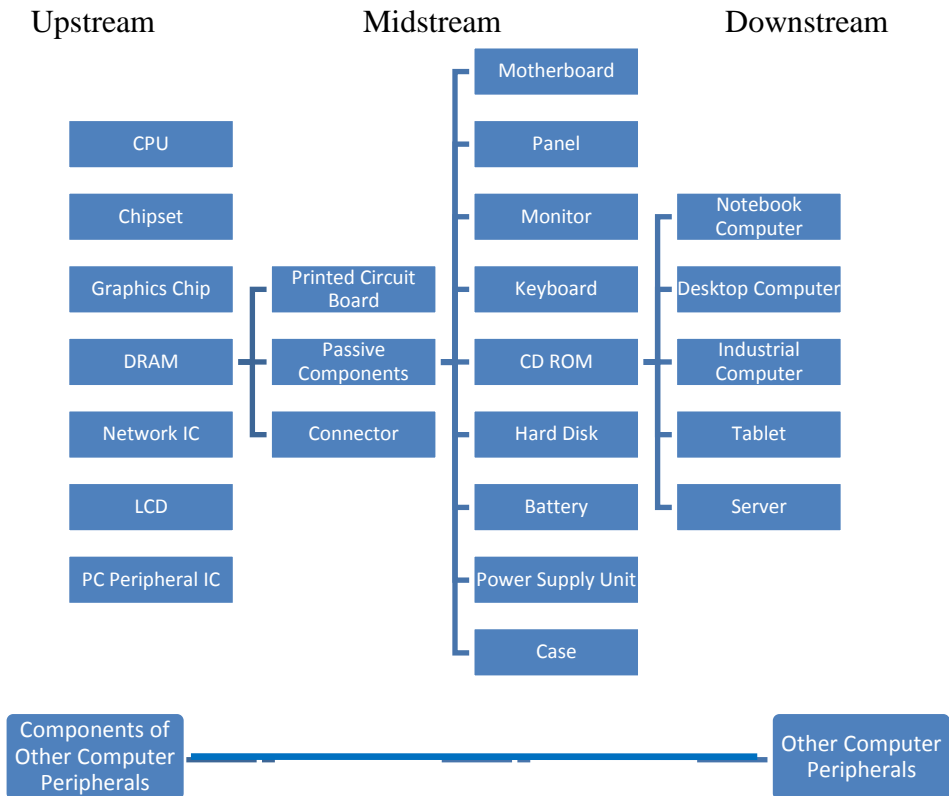 Upstream
Midstream
Downstream
CPU
Chipset
Graphics Chip
DRAM
Network IC
LCD
PC Peripheral IC
Printed Circuit
Board
Passive
Components
Connector
Motherboard
Panel
Monitor
Keyboard
CD ROM
Hard Disk
Battery
Power Supply Unit
Case
Notebook
Computer
Desktop Computer
Industrial
Computer
Tablet
Server
Components of
Other Computer
Peripherals
Other Computer
Peripherals